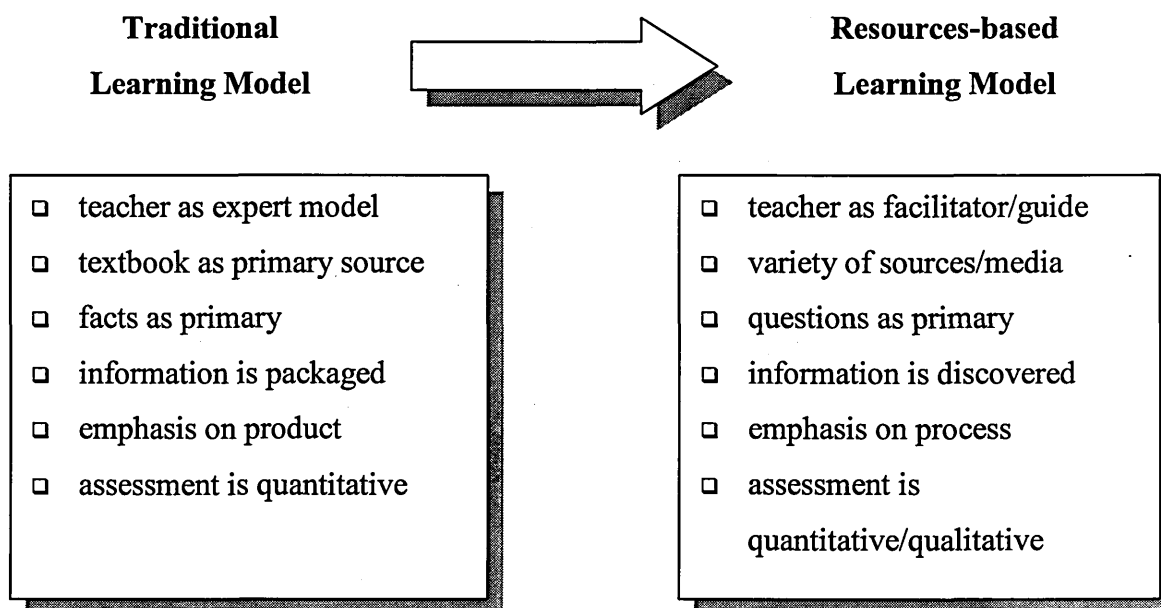 Traditional
Learning Model
Resources-based
Learning Model
❑ teacher as expert model
❑ textbook as primary source
❑ facts as primary
❑ information is packaged
❑ emphasis on product
❑ assessment is quantitative
❑ teacher as facilitator/guide
❑ variety of sources/media
❑ questions as primary
❑ information is discovered
❑ emphasis on process
❑ assessment is
quantitative/qualitative